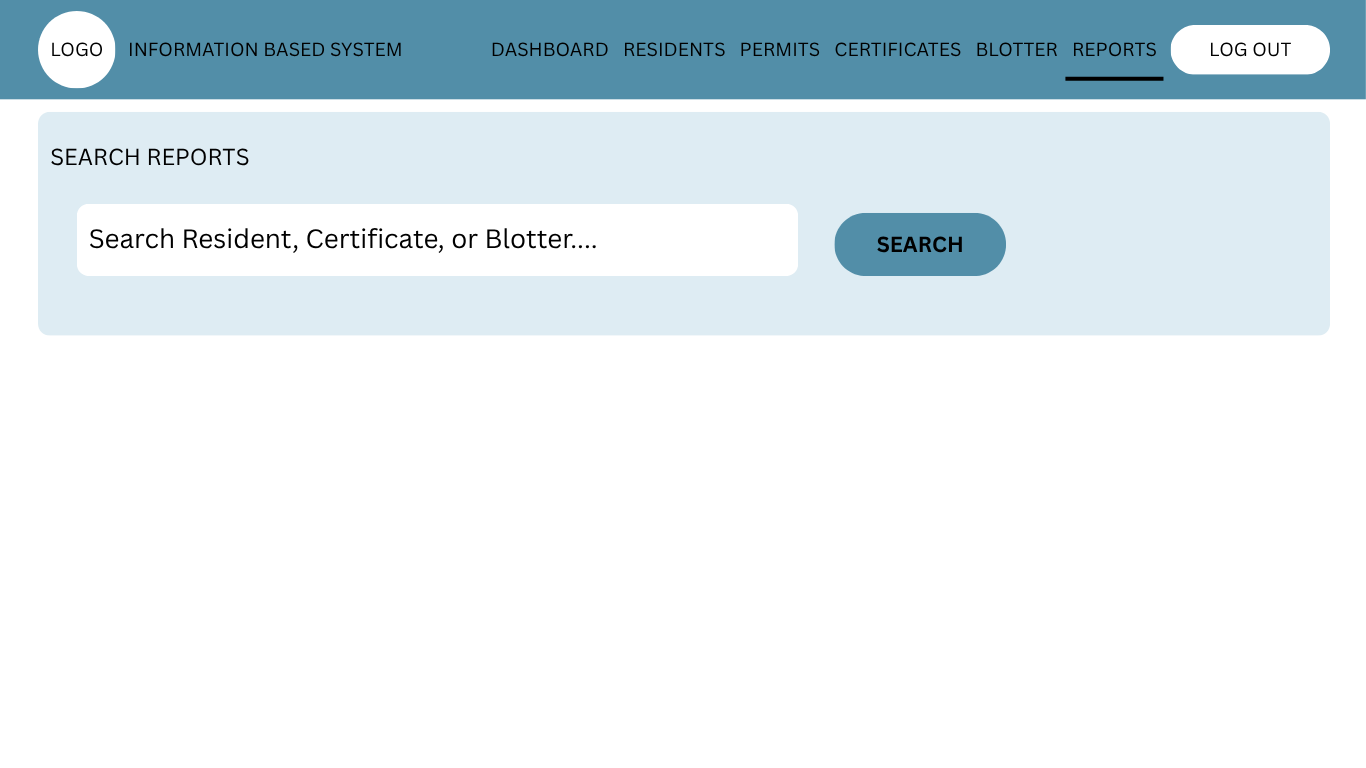 LOGO INFORMATION BASED SYSTEM DASHBOARD RESIDENTS PERMITS CERTIFICATES BLOTTER REPORTS LOG OUT
SEARCH REPORTS
Search Resident, Certificate, or Blotter.... SEARCH